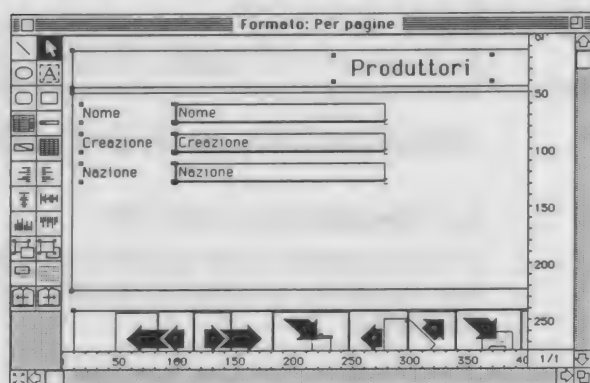 Formato: Per pagine
A
Produttori
50
Nome Nome
Creazione Creazione
100
Nazione Nazione
150
200
250
50 100 150 200 250 300 350 40 1/1